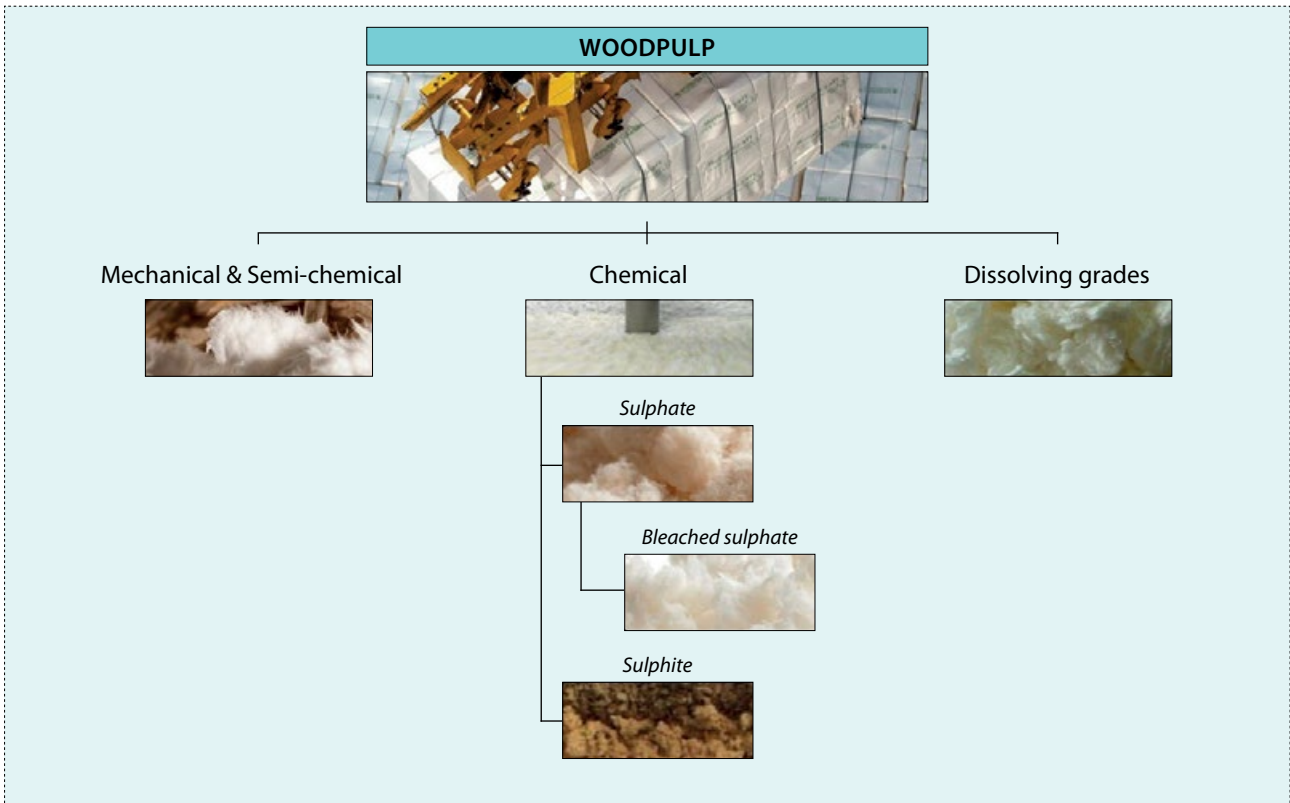 WOODPULP
Mechanical & Semi-chemical
Chemical
Dissolving grades
Sulphate
Bleached sulphate
Sulphite